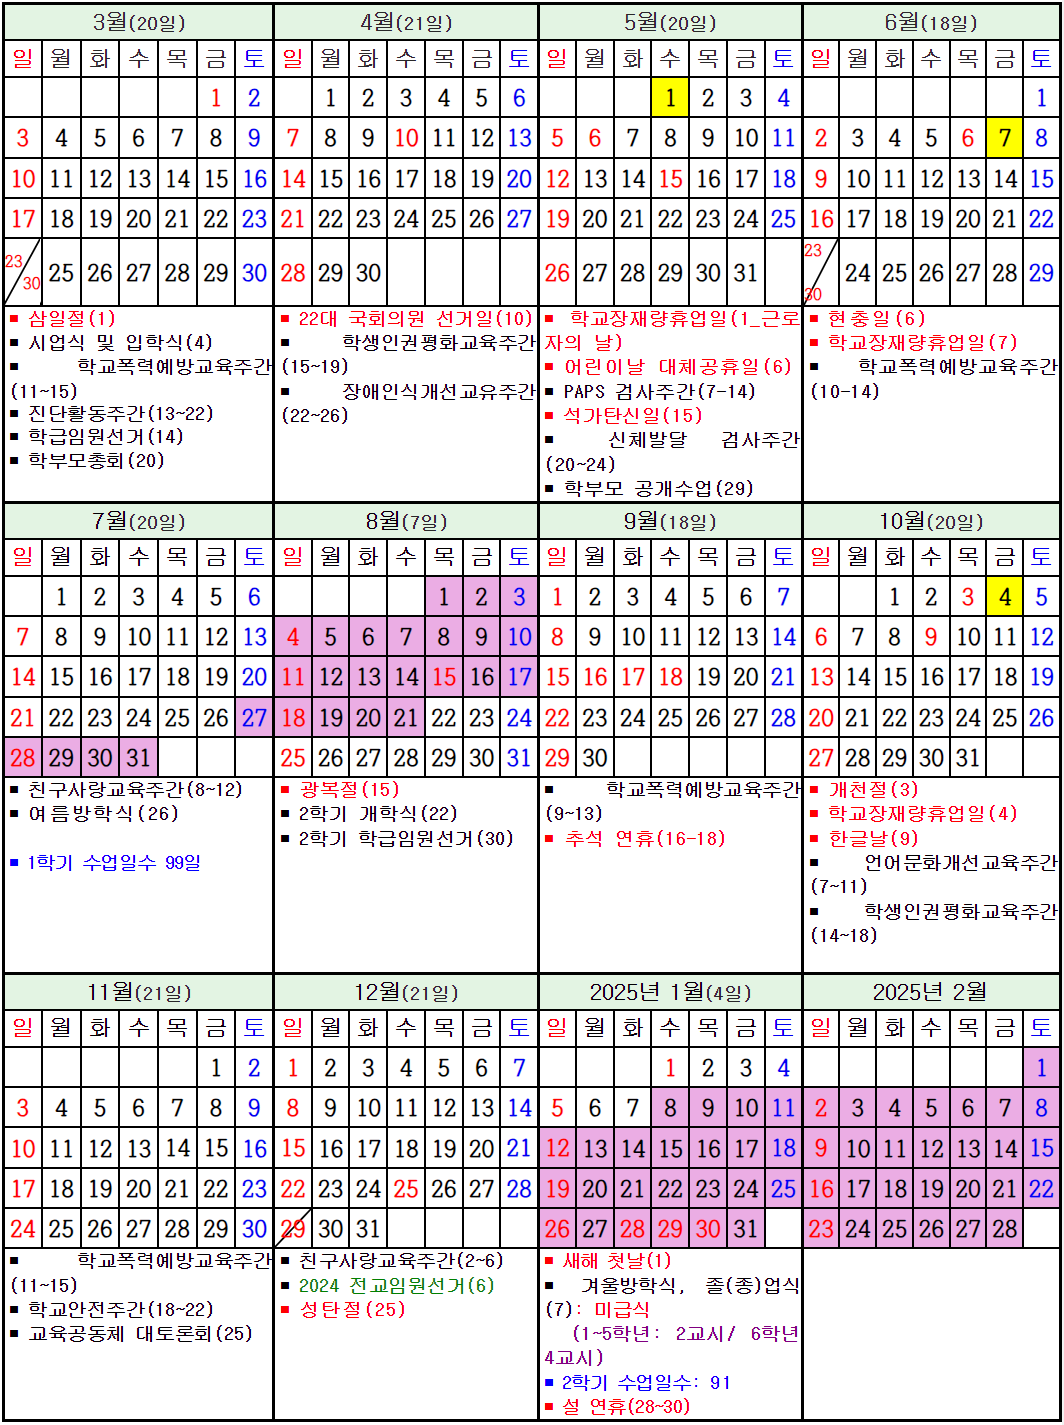 3월(20일)
일 월 화 수 목 금 토
1 2
3 4 5 6 7 8 9
10 11 12 13 14 15 16
17 18 19 20 21 22 23
23/30 25 26 27 28 29 30
■ 삼일절(1)
■ 시업식 및 입학식(4)
■ 학교폭력예방교육주간
(11~15)
■ 진단활동주간(13~22)
■ 학급임원선거(14)
■ 학부모총회(20)
4월(21일)
일 월 화 수 목 금 토
1 2 3 4 5 6
7 8 9 10 11 12 13
14 15 16 17 18 19 20
21 22 23 24 25 26 27
28 29 30
■ 22대 국회의원 선거일(10)
■ 학생인권평화교육주간
(15~19)
■ 장애인식개선교유주간
(22~26)
5월(20일)
일 월 화 수 목 금 토
1 2 3 4
5 6 7 8 9 10 11
12 13 14 15 16 17 18
19 20 21 22 23 24 25
26 27 28 29 30 31
■ 학교장재량휴업일(1_근로
자의 날)
■ 어린이날 대체공휴일(6)
■ PAPS 검사주간(7-14)
■ 석가탄신일(15)
■ 신체발달 검사주간
(20~24)
■ 학부모 공개수업(29)
6월(18일)
일 월 화 수 목 금 토
1
2 3 4 5 6 7 8
9 10 11 12 13 14 15
16 17 18 19 20 21 22
23/30 24 25 26 27 28 29
■ 현충일(6)
■ 학교장재량휴업일(7)
■ 학교폭력예방교육주간
(10-14)
7월(20일)
일 월 화 수 목 금 토
1 2 3 4 5 6
7 8 9 10 11 12 13
14 15 16 17 18 19 20
21 22 23 24 25 26 27
28 29 30 31
■ 친구사랑교육주간(8~12)
■ 여름방학식(26)
■ 1학기 수업일수 99일
8월(7일)
일 월 화 수 목 금 토
1 2 3
4 5 6 7 8 9 10
11 12 13 14 15 16 17
18 19 20 21 22 23 24
25 26 27 28 29 30 31
■ 광복절(15)
■ 2학기 개학식(22)
■ 2학기 학급임원선거(30)
9월(18일)
일 월 화 수 목 금 토
1 2 3 4 5 6 7
8 9 10 11 12 13 14
15 16 17 18 19 20 21
22 23 24 25 26 27 28
29 30
■ 학교폭력예방교육주간
(9~13)
■ 추석 연휴(16-18)
10월(20일)
일 월 화 수 목 금 토
1 2 3 4 5
6 7 8 9 10 11 12
13 14 15 16 17 18 19
20 21 22 23 24 25 26
27 28 29 30 31
■ 개천절(3)
■ 학교장재량휴업일(4)
■ 한글날(9)
■ 언어문화개선교육주간
(7~11)
■ 학생인권평화교육주간
(14~18)
11월(21일)
일 월 화 수 목 금 토
1 2
3 4 5 6 7 8 9
10 11 12 13 14 15 16
17 18 19 20 21 22 23
24 25 26 27 28 29 30
■ 학교폭력예방교육주간
(11~15)
■ 학교안전주간(18~22)
■ 교육공동체 대토론회(25)
12월(21일)
일 월 화 수 목 금 토
1 2 3 4 5 6 7
8 9 10 11 12 13 14
15 16 17 18 19 20 21
22 23 24 25 26 27 28
29 30 31
■ 친구사랑교육주간(2~6)
■ 2024 전교임원선거(6)
■ 성탄절(25)
2025년 1월(4일)
일 월 화 수 목 금 토
1 2 3 4
5 6 7 8 9 10 11
12 13 14 15 16 17 18
19 20 21 22 23 24 25
26 27 28 29 30 31
■ 새해 첫날(1)
■ 겨울방학식, 졸(종)업식
(7): 미급식
(1~5학년: 2교시/ 6학년
4교시)
■ 2학기 수업일수: 91
■ 설 연휴(28~30)
2025년 2월
일 월 화 수 목 금 토
1
2 3 4 5 6 7 8
9 10 11 12 13 14 15
16 17 18 19 20 21 22
23 24 25 26 27 28